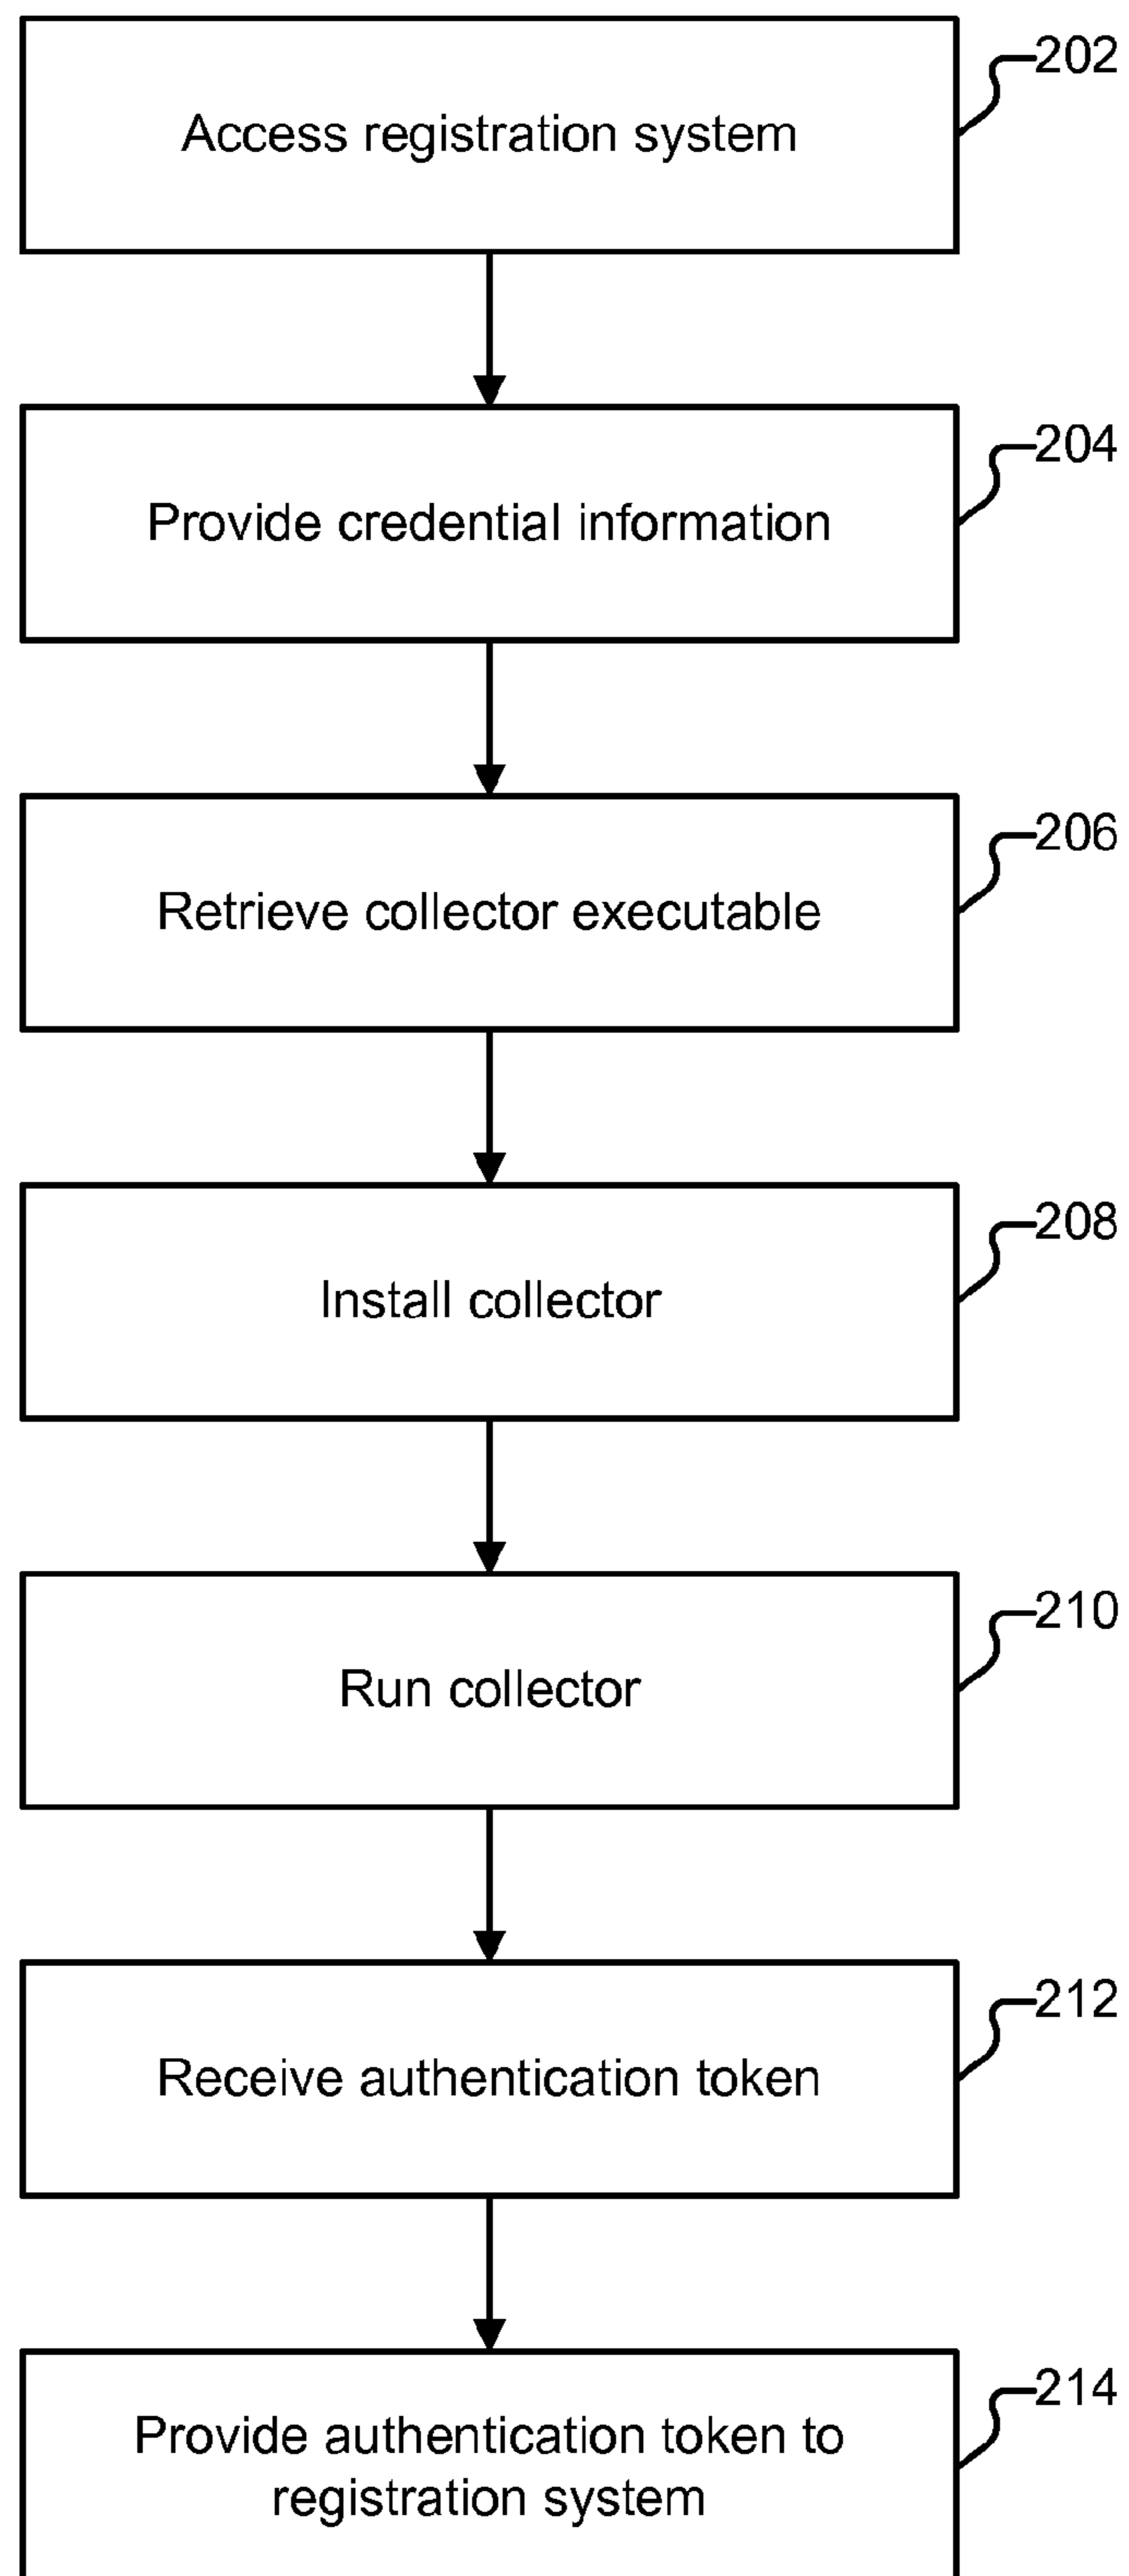 202
Access registration system
204
Provide credential information
206
Retrieve collector executable
208
Install collector
210
Run collector
212
Receive authentication token
214
Provide authentication token to
registration system